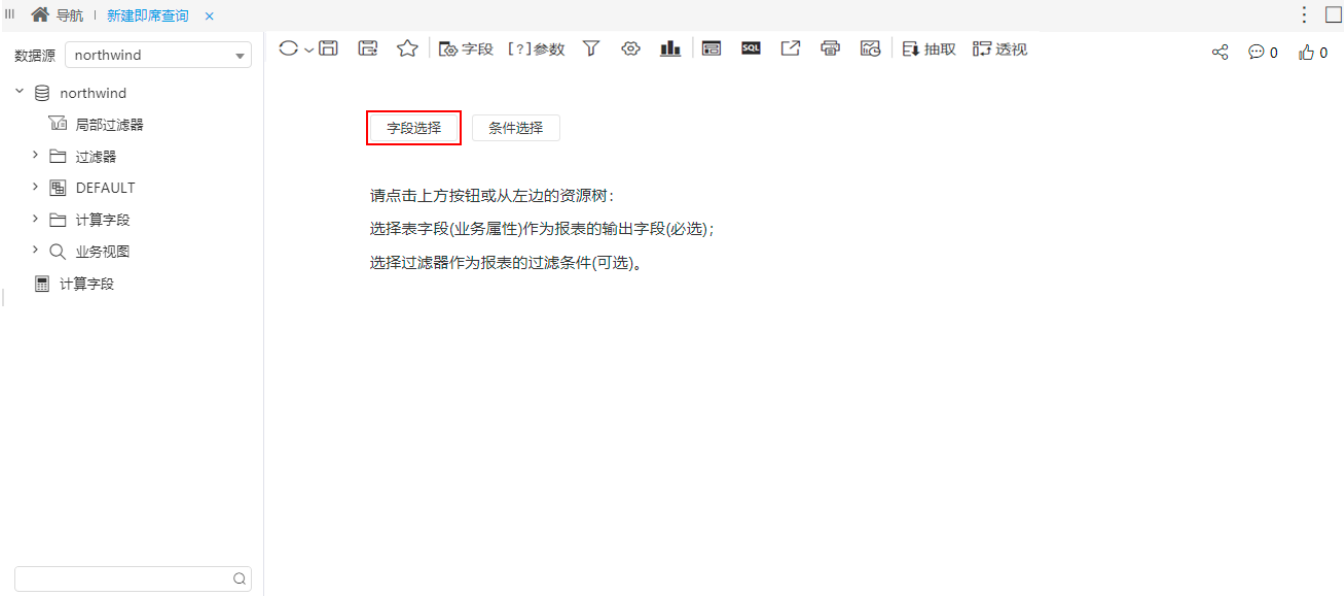 导航 新建即席查询 ×
数据源 northwind
字段 [?]参数 SQL 抽取 透视 0 0
northwind
局部过滤器
过滤器
DEFAULT
计算字段
业务视图
计算字段
字段选择 条件选择
请点击上方按钮或从左边的资源树：
选择表字段(业务属性)作为报表的输出字段(必选)；
选择过滤器作为报表的过滤条件(可选)。